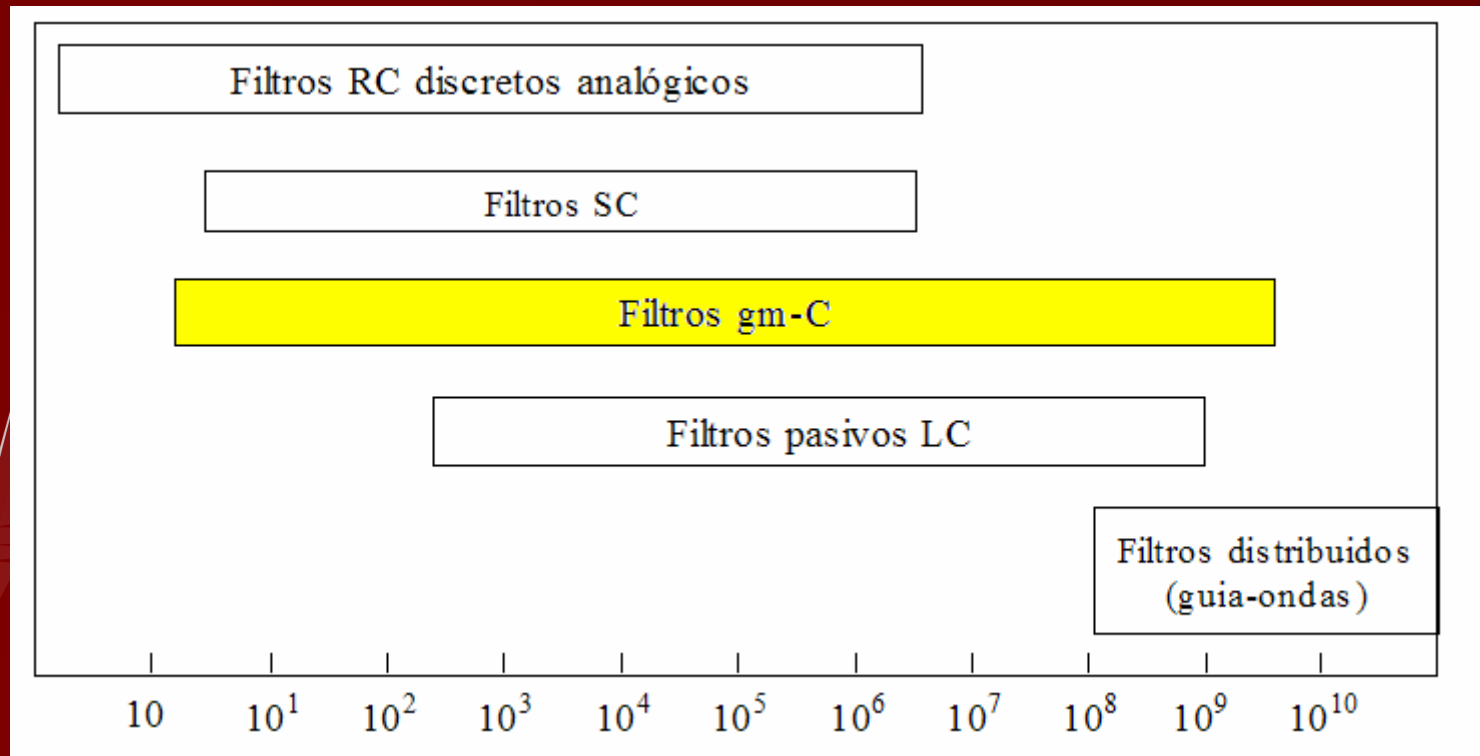 Filtros RC discretos analógicos
Filtros SC
Filtros gm-C
Filtros pasivos LC
Filtros distribuidos
(guia-ondas)
10 10¹ 10² 10³ 10⁴ 10⁵ 10⁶ 10⁷ 10⁸ 10⁹ 10¹⁰